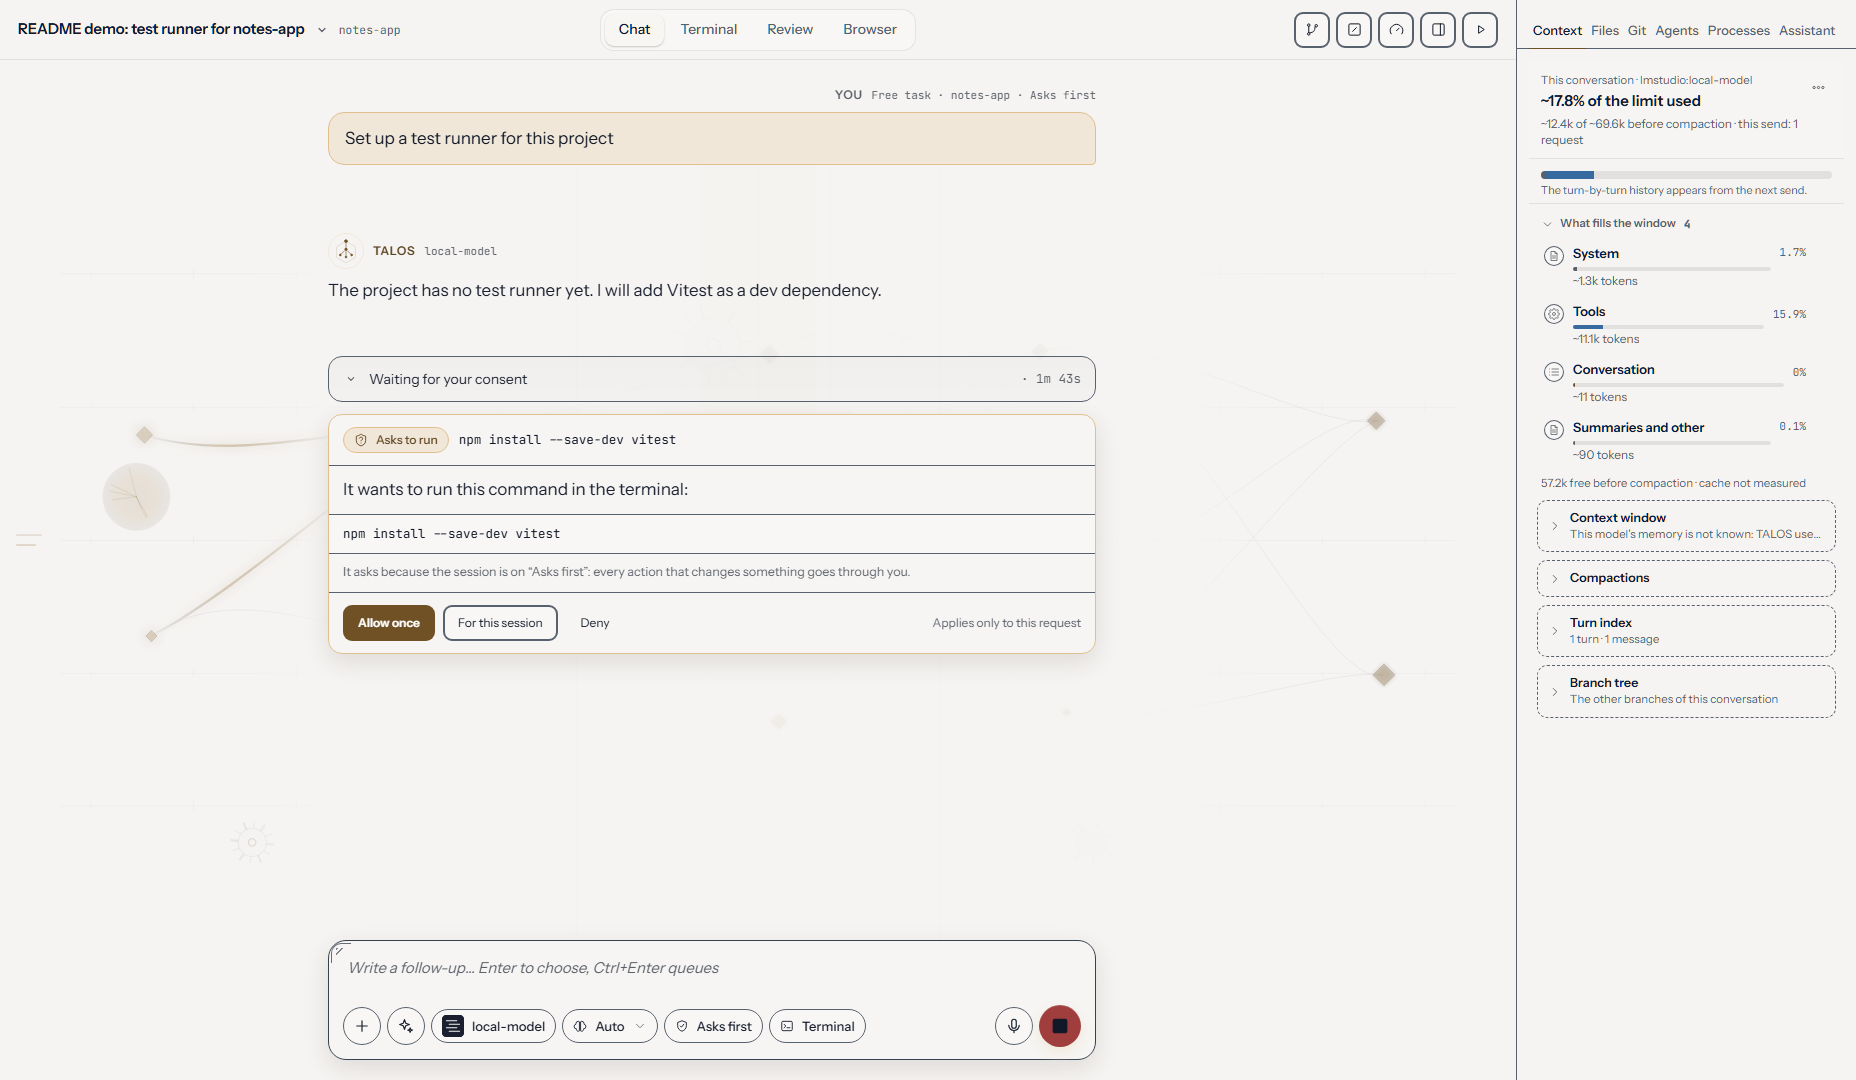 README demo: test runner for notes-app
notes-app
Chat
Terminal
Review
Browser
YOU Free task · notes-app · Asks first
Set up a test runner for this project
TALOS local-model
The project has no test runner yet. I will add Vitest as a dev dependency.
Waiting for your consent
· 1m 43s
Asks to run
npm install --save-dev vitest
It wants to run this command in the terminal:
npm install --save-dev vitest
It asks because the session is on “Asks first”: every action that changes something goes through you.
Allow once
For this session
Deny
Applies only to this request
Write a follow-up… Enter to choose, Ctrl+Enter queues
local-model
Auto
Asks first
Terminal
Context
Files
Git
Agents
Processes
Assistant
This conversation · lmstudio:local-model
~17.8% of the limit used
~12.4k of ~69.6k before compaction · this send: 1
request
The turn-by-turn history appears from the next send.
What fills the window 4
System
1.7%
~1.3k tokens
Tools
15.9%
~11.1k tokens
Conversation
0%
~11 tokens
Summaries and other
0.1%
~90 tokens
57.2k free before compaction · cache not measured
Context window
This model's memory is not known: TALOS use…
Compactions
Turn index
1 turn · 1 message
Branch tree
The other branches of this conversation